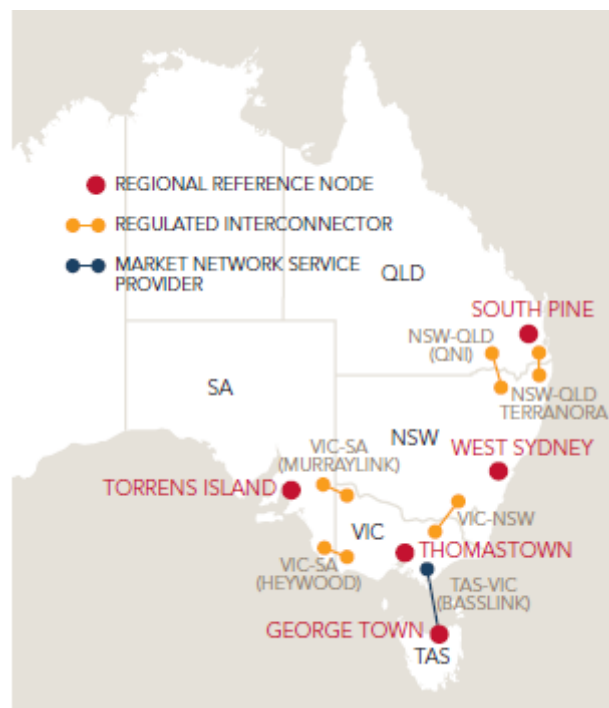 REGIONAL REFERENCE NODE
REGULATED INTERCONNECTOR
MARKET NETWORK SERVICE
PROVIDER
QLD
SOUTH PINE
NSW-QLD
(QNI)
SA
NSW-QLD
TERRANORA
NSW
VIC-SA
(MURRAYLINK)
WEST SYDNEY
TORRENS ISLAND
VIC-NSW
VIC
THOMASTOWN
VIC-SA
(HEYWOOD)
TAS-VIC
(BASSLINK)
GEORGE TOWN
TAS